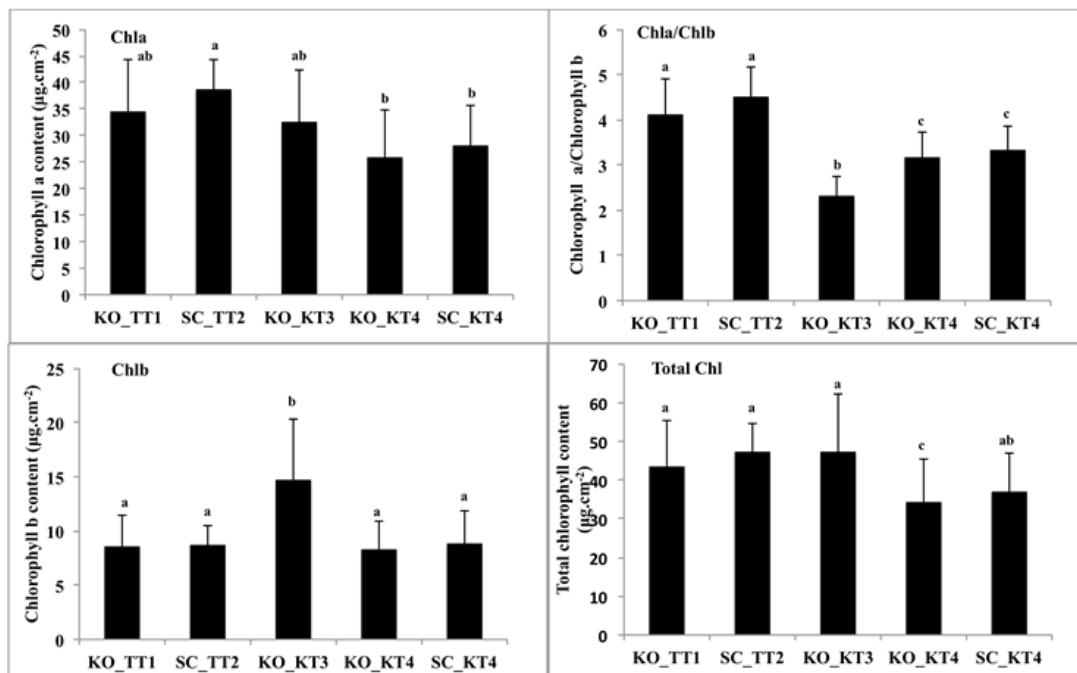 Chla
Chlorophyll a content (µg.cm-2)
50
45
40
35
30
25
20
15
10
5
0
ab
a
ab
b
b
KO_TT1 SC_TT2 KO_KT3 KO_KT4 SC_KT4
Chla/Chlb
Chlorophyll a/Chlorophyll b
6
5
4
3
2
1
0
a
a
b
c
c
KO_TT1 SC_TT2 KO_KT3 KO_KT4 SC_KT4
Chlb
Chlorophyll b content (µg.cm-2)
25
20
15
10
5
0
a
a
b
a
a
KO_TT1 SC_TT2 KO_KT3 KO_KT4 SC_KT4
Total Chl
Total chlorophyll content
(µg.cm-2)
70
60
50
40
30
20
10
0
a
a
a
c
ab
KO_TT1 SC_TT2 KO_KT3 KO_KT4 SC_KT4